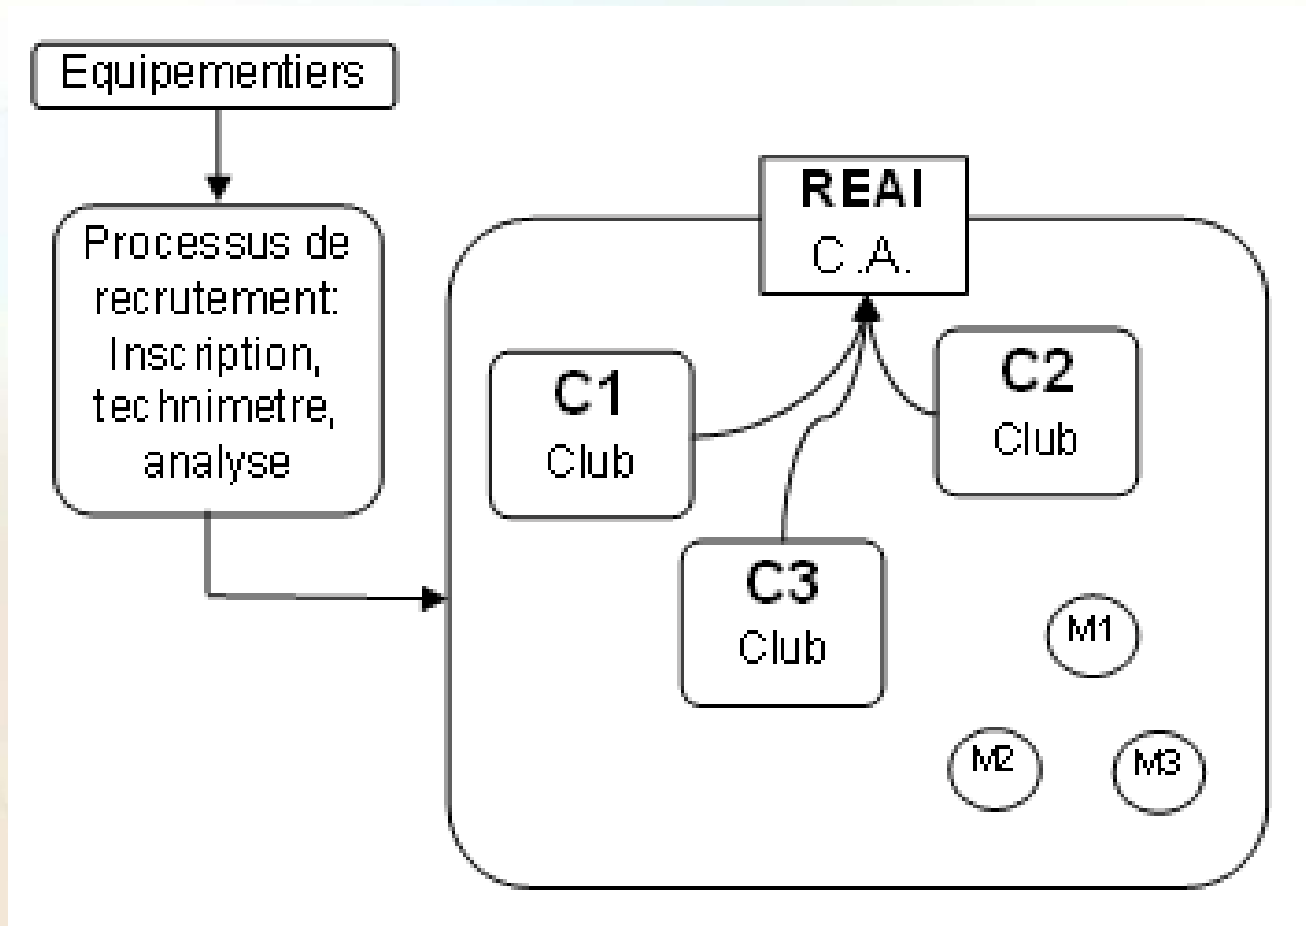 Equipementiers
Processus de
recrutement:
Inscription,
technimetre,
analyse
REAI
C.A.
C1
Club
C2
Club
C3
Club
M1
M2
M3